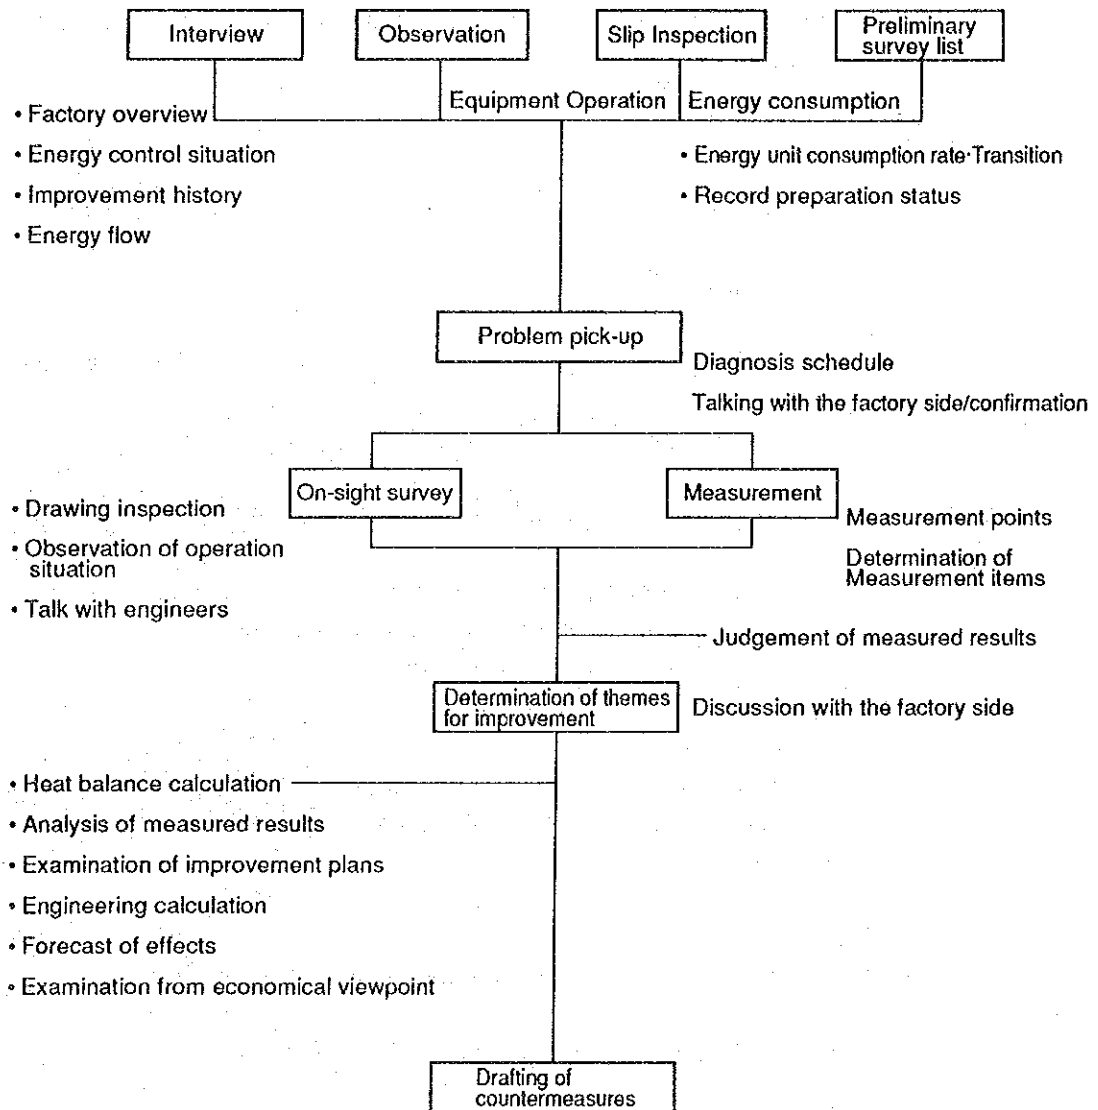 Interview
Observation
Slip Inspection
Preliminary
survey list
Equipment Operation
Energy consumption
• Factory overview
• Energy control situation
• Improvement history
• Energy flow
• Energy unit consumption rate·Transition
• Record preparation status
Problem pick-up
Diagnosis schedule
Talking with the factory side/confirmation
On-sight survey
Measurement
• Drawing inspection
• Observation of operation
situation
• Talk with engineers
Measurement points
Determination of
Measurement items
Judgement of measured results
Determination of themes
for improvement
Discussion with the factory side
• Heat balance calculation
• Analysis of measured results
• Examination of improvement plans
• Engineering calculation
• Forecast of effects
• Examination from economical viewpoint
Drafting of
countermeasures